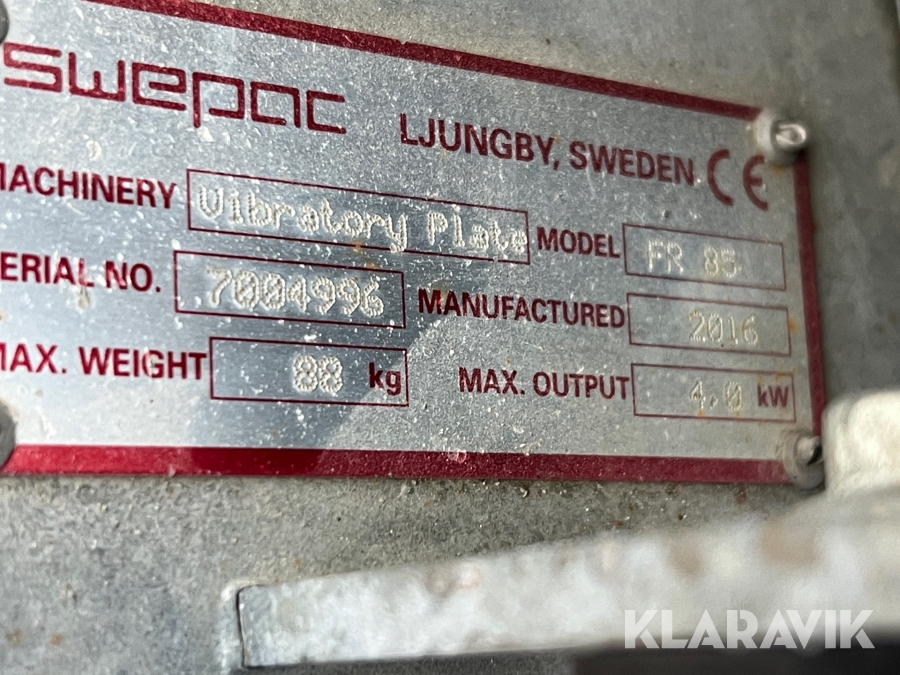 swepac LJUNGBY, SWEDEN CE
MACHINERY Vibratory Plate MODEL FR 85
SERIAL NO. 7004996 MANUFACTURED 2016
MAX. WEIGHT 88 kg MAX. OUTPUT 4.0 kW
KLARAVIK